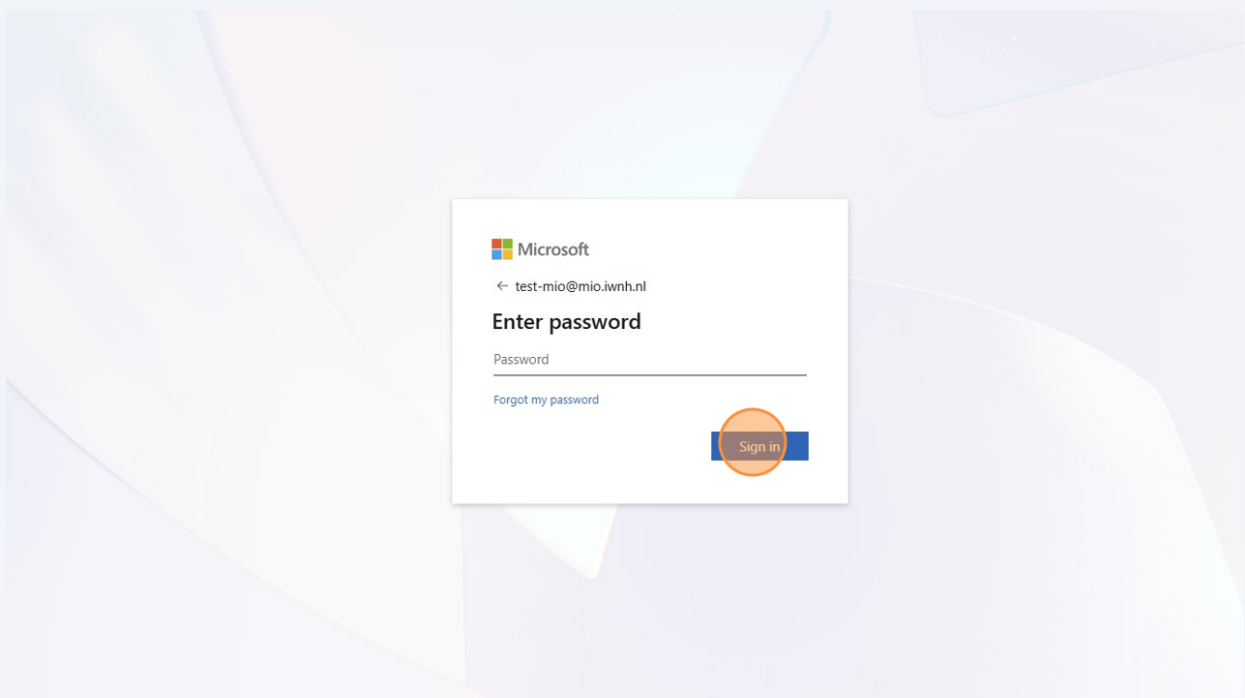 Microsoft
← test-mio@mio.iwnh.nl
Enter password
Password
Forgot my password
Sign in